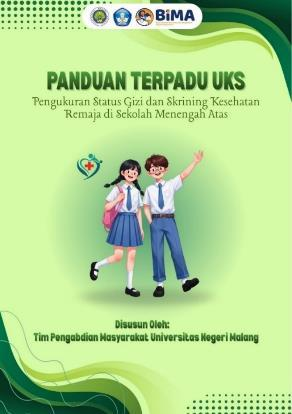 BIMA
PANDUAN TERPADU UKS
Pengukuran Status Gizi dan Skrining Kesehatan
Remaja di Sekolah Menengah Atas
Disusun Oleh:
Tim Pengabdian Masyarakat Universitas Negeri Malang